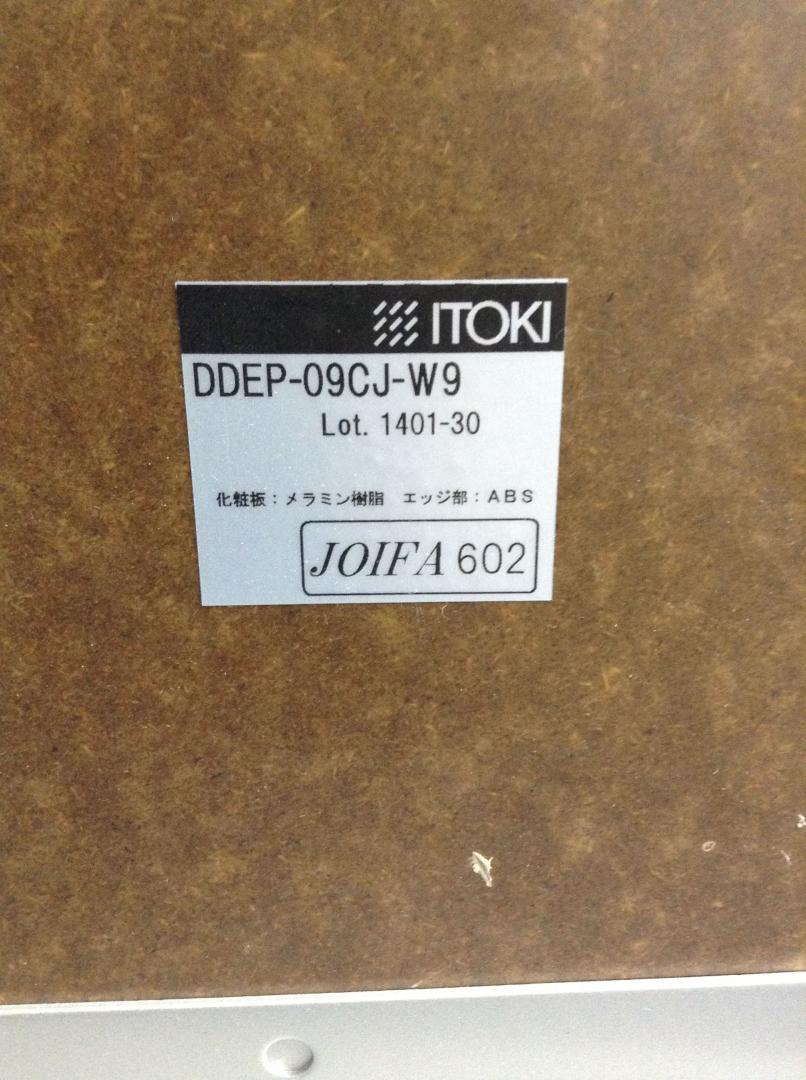 ITOKI
DDEP-09CJ-W9
Lot. 1401-30
化粧板：メラミン樹脂　エッジ部：ABS
JOIFA 602